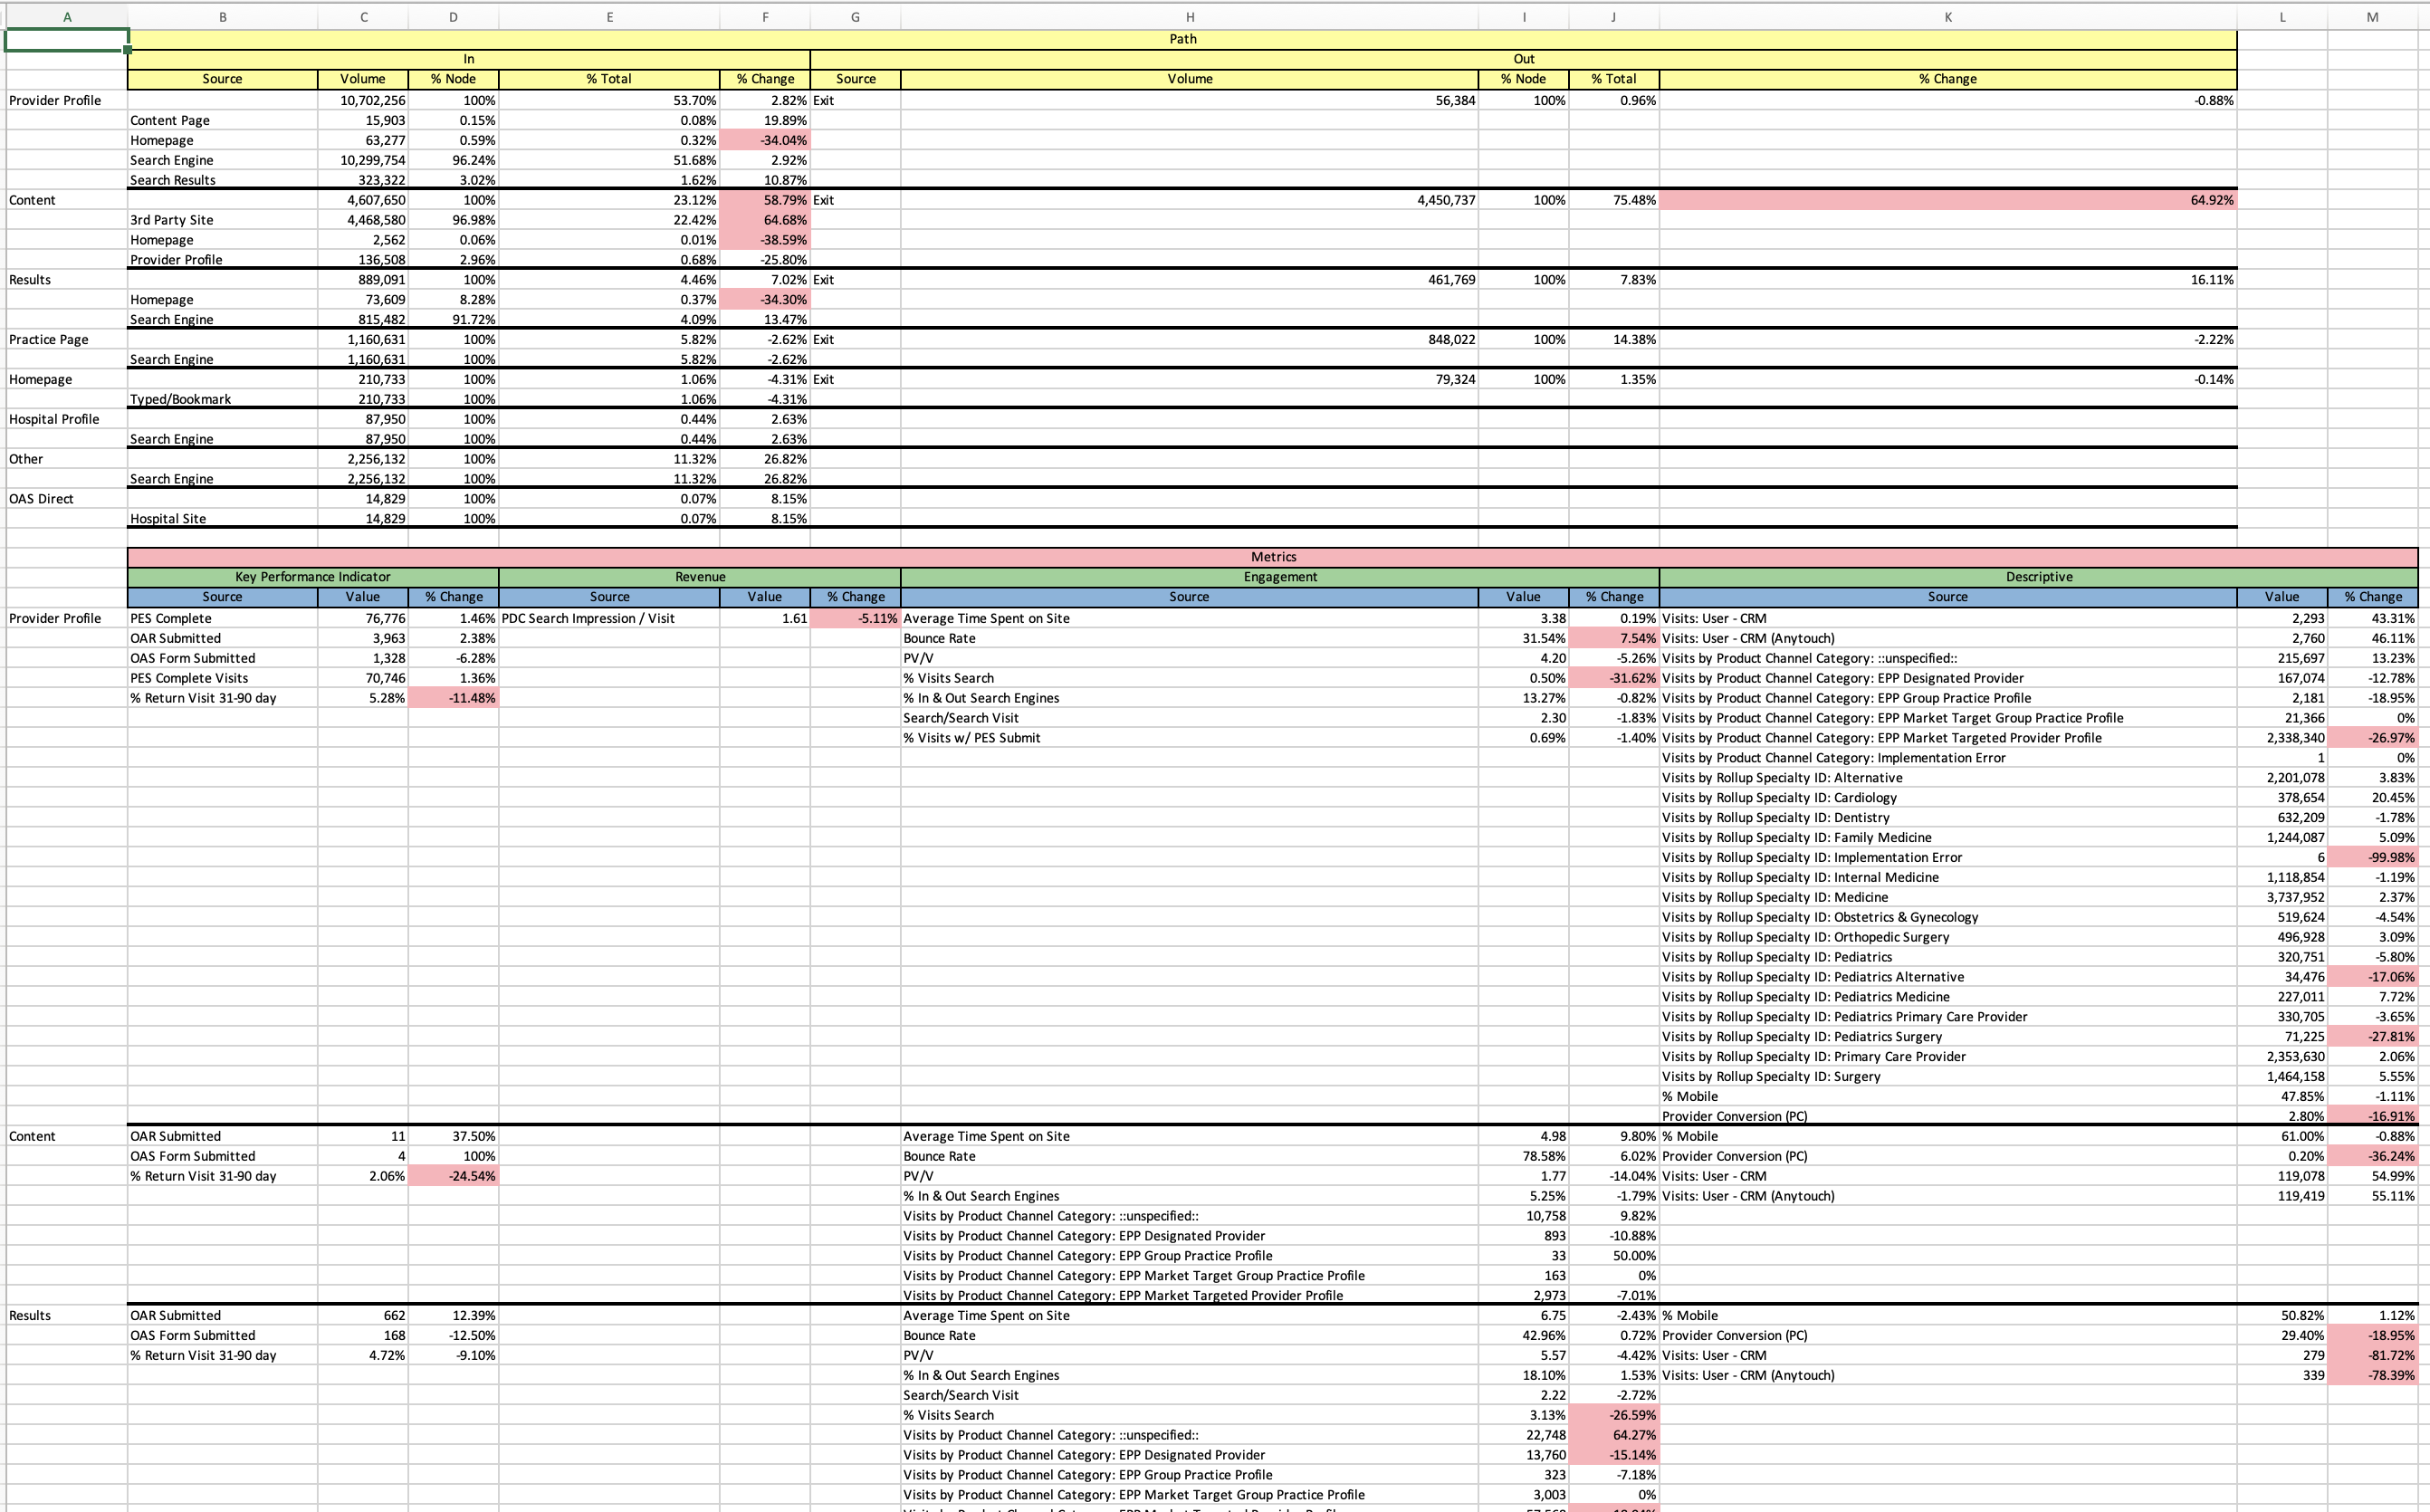 A B C D E F G H I J K L M
Path
In Out
Source Volume % Node % Total % Change Source Volume % Node % Total % Change
Provider Profile 10,702,256 100% 53.70% 2.82% Exit 56,384 100% 0.96% -0.88%
Content Page 15,903 0.15% 0.08% 19.89%
Homepage 63,277 0.59% 0.32% -34.04%
Search Engine 10,299,754 96.24% 51.68% 2.92%
Search Results 323,322 3.02% 1.62% 10.87%
Content 4,607,650 100% 23.12% 58.79% Exit 4,450,737 100% 75.48% 64.92%
3rd Party Site 4,468,580 96.98% 22.42% 64.68%
Homepage 2,562 0.06% 0.01% -38.59%
Provider Profile 136,508 2.96% 0.68% -25.80%
Results 889,091 100% 4.46% 7.02% Exit 461,769 100% 7.83% 16.11%
Homepage 73,609 8.28% 0.37% -34.30%
Search Engine 815,482 91.72% 4.09% 13.47%
Practice Page 1,160,631 100% 5.82% -2.62% Exit 848,022 100% 14.38% -2.22%
Search Engine 1,160,631 100% 5.82% -2.62%
Homepage 210,733 100% 1.06% -4.31% Exit 79,324 100% 1.35% -0.14%
Typed/Bookmark 210,733 100% 1.06% -4.31%
Hospital Profile 87,950 100% 0.44% 2.63%
Search Engine 87,950 100% 0.44% 2.63%
Other 2,256,132 100% 11.32% 26.82%
Search Engine 2,256,132 100% 11.32% 26.82%
OAS Direct 14,829 100% 0.07% 8.15%
Hospital Site 14,829 100% 0.07% 8.15%
Metrics
Key Performance Indicator Revenue Engagement Descriptive
Source Value % Change Source Value % Change Source Value % Change Source Value % Change
Provider Profile PES Complete 76,776 1.46% PDC Search Impression / Visit 1.61 -5.11% Average Time Spent on Site 3.38 0.19% Visits: User - CRM 2,293 43.31%
OAR Submitted 3,963 2.38% Bounce Rate 31.54% 7.54% Visits: User - CRM (Anytouch) 2,760 46.11%
OAS Form Submitted 1,328 -6.28% PV/V 4.20 -5.26% Visits by Product Channel Category: ::unspecified:: 215,697 13.23%
PES Complete Visits 70,746 1.36% % Visits Search 0.50% -31.62% Visits by Product Channel Category: EPP Designated Provider 167,074 -12.78%
% Return Visit 31-90 day 5.28% -11.48% % In & Out Search Engines 13.27% -0.82% Visits by Product Channel Category: EPP Group Practice Profile 2,181 -18.95%
Search/Search Visit 2.30 -1.83% Visits by Product Channel Category: EPP Market Target Group Practice Profile 21,366 0%
% Visits w/ PES Submit 0.69% -1.40% Visits by Product Channel Category: EPP Market Targeted Provider Profile 2,338,340 -26.97%
Visits by Product Channel Category: Implementation Error 1 0%
Visits by Rollup Specialty ID: Alternative 2,201,078 3.83%
Visits by Rollup Specialty ID: Cardiology 378,654 20.45%
Visits by Rollup Specialty ID: Dentistry 632,209 -1.78%
Visits by Rollup Specialty ID: Family Medicine 1,244,087 5.09%
Visits by Rollup Specialty ID: Implementation Error 6 -99.98%
Visits by Rollup Specialty ID: Internal Medicine 1,118,854 -1.19%
Visits by Rollup Specialty ID: Medicine 3,737,952 2.37%
Visits by Rollup Specialty ID: Obstetrics & Gynecology 519,624 -4.54%
Visits by Rollup Specialty ID: Orthopedic Surgery 496,928 3.09%
Visits by Rollup Specialty ID: Pediatrics 320,751 -5.80%
Visits by Rollup Specialty ID: Pediatrics Alternative 34,476 -17.06%
Visits by Rollup Specialty ID: Pediatrics Medicine 227,011 7.72%
Visits by Rollup Specialty ID: Pediatrics Primary Care Provider 330,705 -3.65%
Visits by Rollup Specialty ID: Pediatrics Surgery 71,225 -27.81%
Visits by Rollup Specialty ID: Primary Care Provider 2,353,630 2.06%
Visits by Rollup Specialty ID: Surgery 1,464,158 5.55%
% Mobile 47.85% -1.11%
Provider Conversion (PC) 2.80% -16.91%
Content OAR Submitted 11 37.50% Average Time Spent on Site 4.98 9.80% % Mobile 61.00% -0.88%
OAS Form Submitted 4 100% Bounce Rate 78.58% 6.02% Provider Conversion (PC) 0.20% -36.24%
% Return Visit 31-90 day 2.06% -24.54% PV/V 1.77 -14.04% Visits: User - CRM 119,078 54.99%
% In & Out Search Engines 5.25% -1.79% Visits: User - CRM (Anytouch) 119,419 55.11%
Visits by Product Channel Category: ::unspecified:: 10,758 9.82%
Visits by Product Channel Category: EPP Designated Provider 893 -10.88%
Visits by Product Channel Category: EPP Group Practice Profile 33 50.00%
Visits by Product Channel Category: EPP Market Target Group Practice Profile 163 0%
Visits by Product Channel Category: EPP Market Targeted Provider Profile 2,973 -7.01%
Results OAR Submitted 662 12.39% Average Time Spent on Site 6.75 -2.43% % Mobile 50.82% 1.12%
OAS Form Submitted 168 -12.50% Bounce Rate 42.96% 0.72% Provider Conversion (PC) 29.40% -18.95%
% Return Visit 31-90 day 4.72% -9.10% PV/V 5.57 -4.42% Visits: User - CRM 279 -81.72%
% In & Out Search Engines 18.10% 1.53% Visits: User - CRM (Anytouch) 339 -78.39%
Search/Search Visit 2.22 -2.72%
% Visits Search 3.13% -26.59%
Visits by Product Channel Category: ::unspecified:: 22,748 64.27%
Visits by Product Channel Category: EPP Designated Provider 13,760 -15.14%
Visits by Product Channel Category: EPP Group Practice Profile 323 -7.18%
Visits by Product Channel Category: EPP Market Target Group Practice Profile 3,003 0%